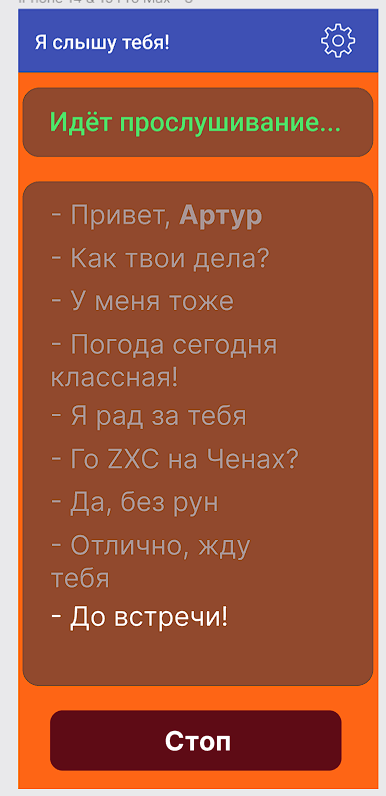 Я слышу тебя!
Идёт прослушивание...
- Привет, Артур
- Как твои дела?
- У меня тоже
- Погода сегодня
классная!
- Я рад за тебя
- Го ZXC на Ченах?
- Да, без рун
- Отлично, жду
тебя
- До встречи!
Стоп